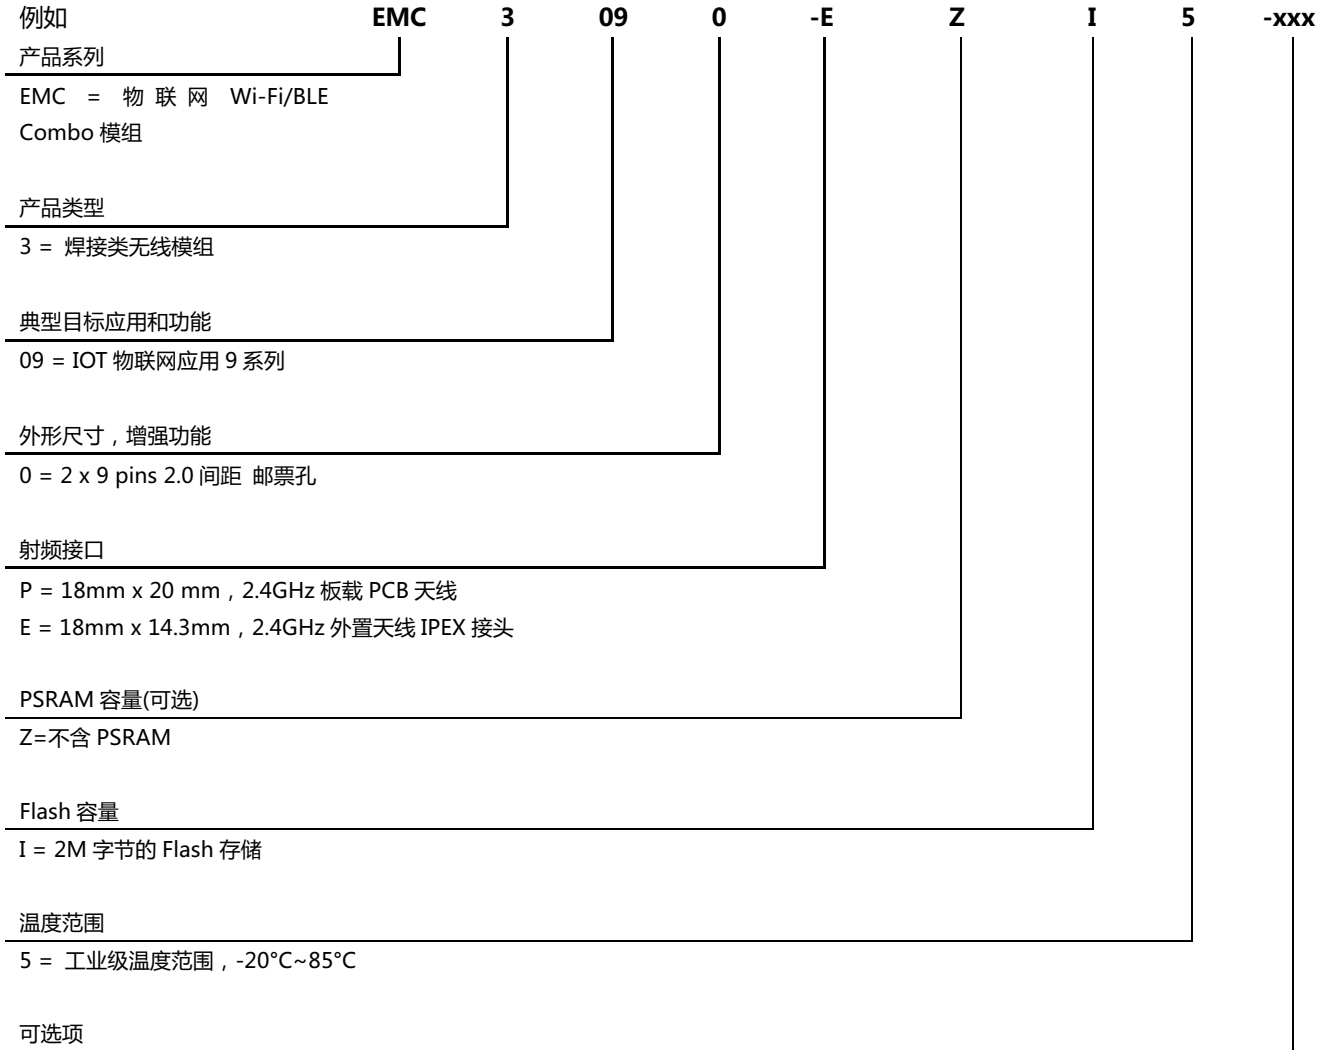 例如 EMC 3 09 0 -E Z I 5 -xxx
产品系列
EMC = 物 联 网 Wi-Fi/BLE
Combo 模组
产品类型
3 = 焊接类无线模组
典型目标应用和功能
09 = IOT 物联网应用 9 系列
外形尺寸，增强功能
0 = 2 x 9 pins 2.0 间距 邮票孔
射频接口
P = 18mm x 20 mm，2.4GHz 板载 PCB 天线
E = 18mm x 14.3mm，2.4GHz 外置天线 IPEX 接头
PSRAM 容量(可选)
Z=不含 PSRAM
Flash 容量
I = 2M 字节的 Flash 存储
温度范围
5 = 工业级温度范围，-20°C~85°C
可选项